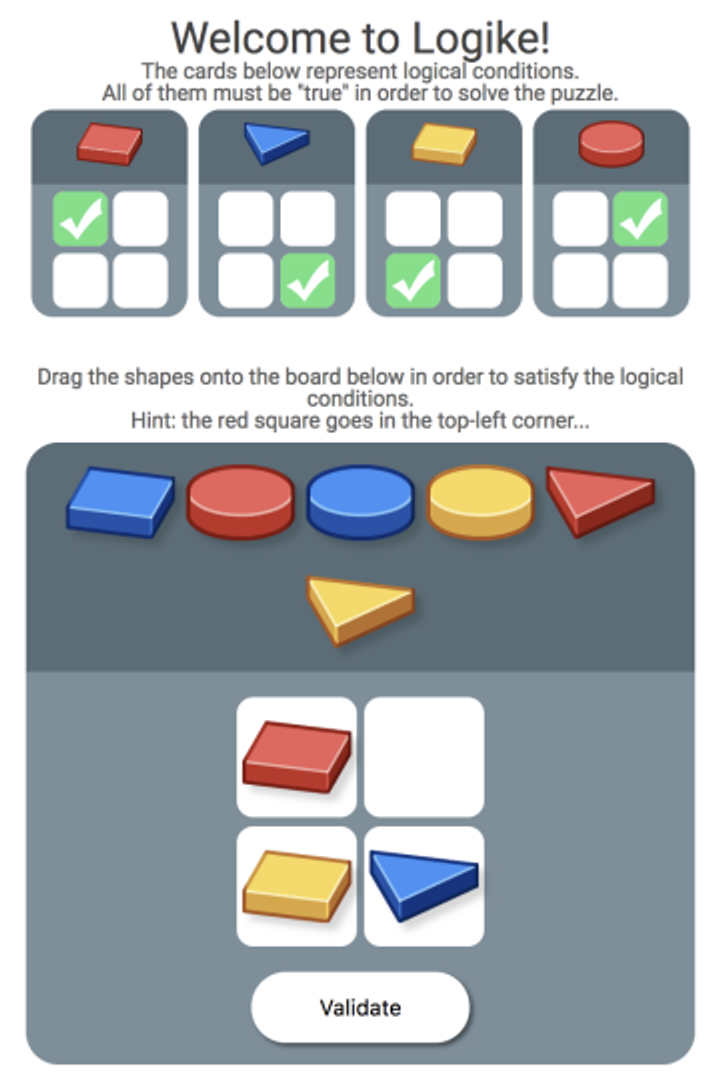 Welcome to Logike!
The cards below represent logical conditions.
All of them must be "true" in order to solve the puzzle.
Drag the shapes onto the board below in order to satisfy the logical
conditions.
Hint: the red square goes in the top-left corner...
Validate